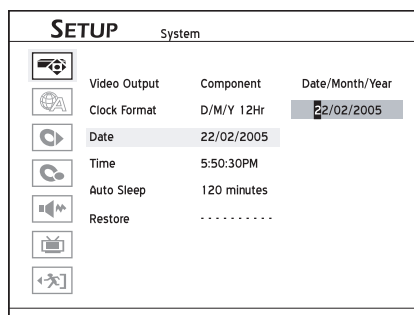 SETUP System
Video Output Component Date/Month/Year
Clock Format D/M/Y 12Hr 22/02/2005
Date 22/02/2005
Time 5:50:30PM
Auto Sleep 120 minutes
Restore - - - - - - - - - -
A